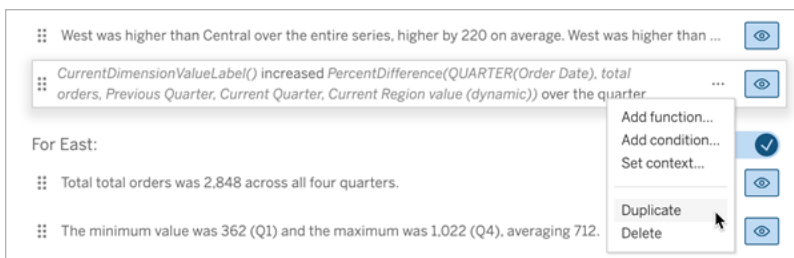 West was higher than Central over the entire series, higher by 220 on average. West was higher than ...
CurrentDimensionValueLabel() increased PercentDifference(QUARTER(Order Date), total
orders, Previous Quarter, Current Quarter, Current Region value (dynamic)) over the quarter
...
Add function...
Add condition...
Set context...
For East:
Total total orders was 2,848 across all four quarters.
Duplicate
The minimum value was 362 (Q1) and the maximum was 1,022 (Q4), averaging 712.
Delete